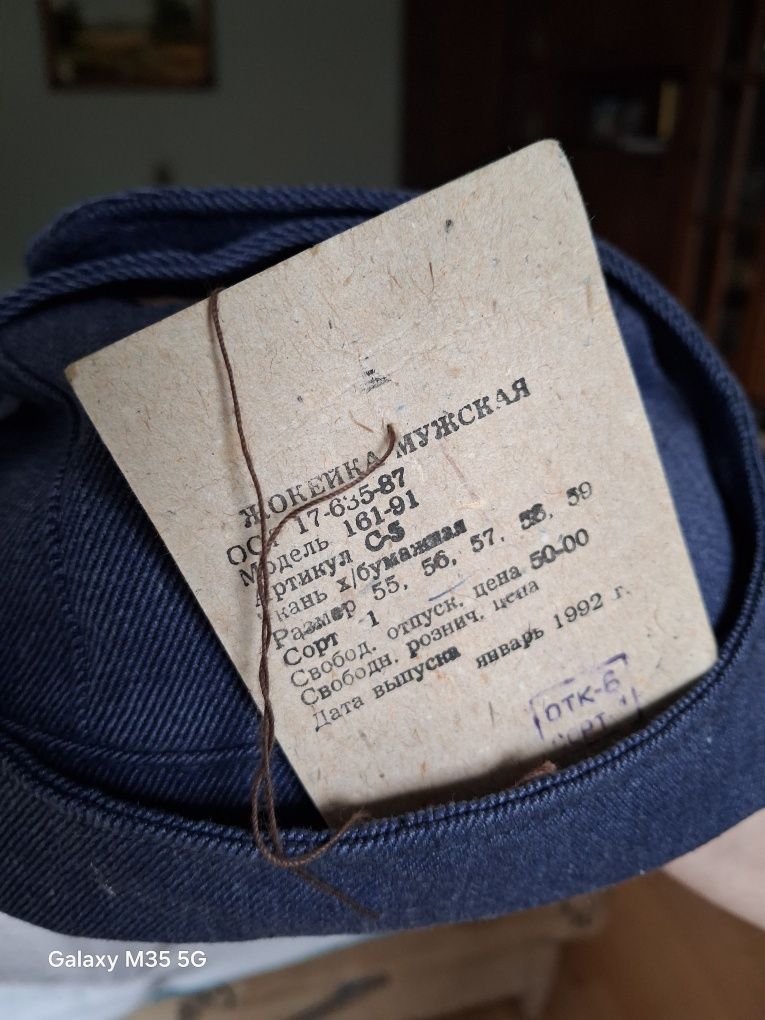 ЖОКЕЙКА МУЖСКАЯ
ОСТ 17-635-87
Модель 161-91
Артикул С-5
Ткань х/бумажная
Размер 55, 56, 57, 58, 59
Сорт 1
Свобод. отпуск. цена 50-00
Свободн. рознич. цена
Дата выпуска январь 1992 г.
ОТК-6
Galaxy M35 5G